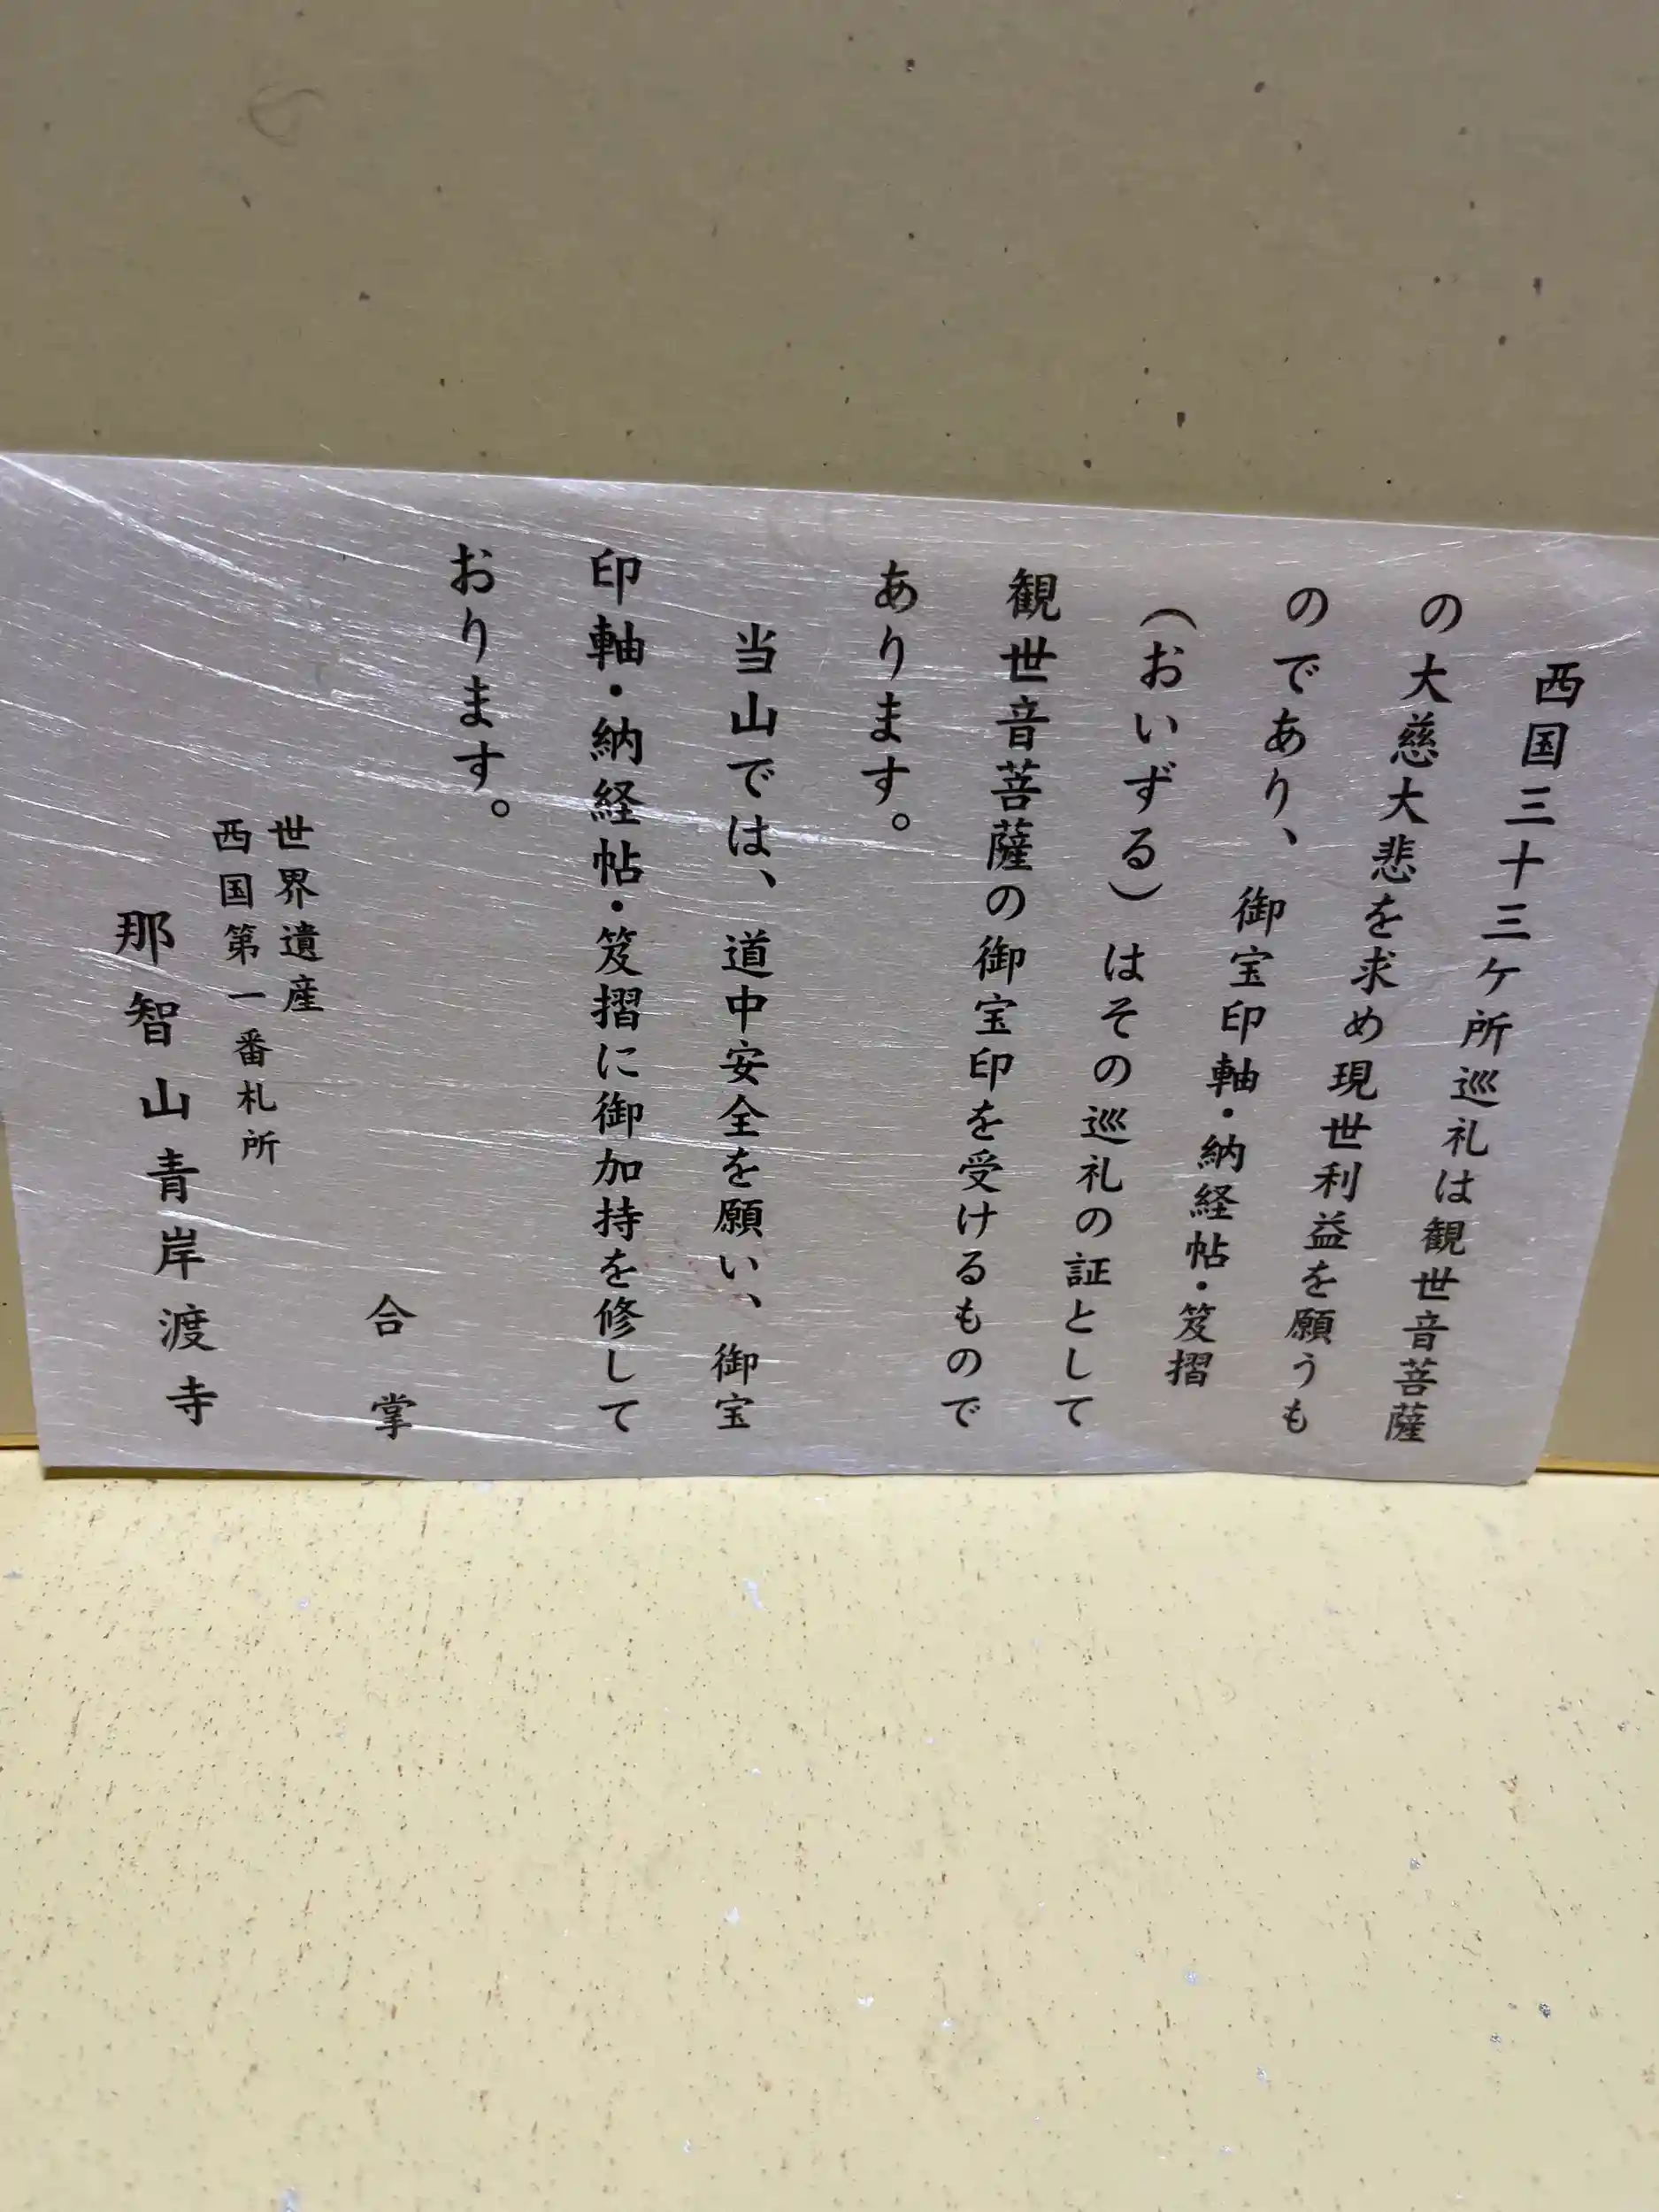 西国三十三ケ所巡礼は観世音菩薩
の大慈大悲を求め現世利益を願うも
のであり、御宝印軸・納経帖・笈摺
（おいずる）はその巡礼の証として
観世音菩薩の御宝印を受けるもので
あります。
当山では、道中安全を願い、御宝
印軸・納経帖・笈摺に御加持を修して
おります。
合掌
世界遺産
西国第一番札所
那智山青岸渡寺